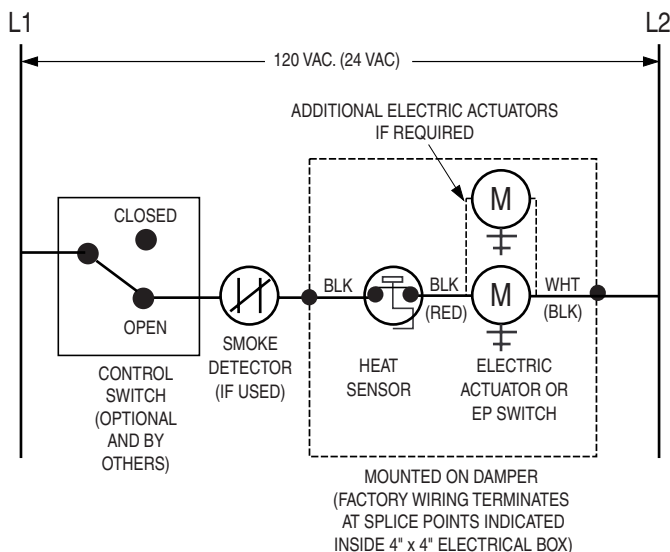 L1
L2
120 VAC. (24 VAC)
ADDITIONAL ELECTRIC ACTUATORS
IF REQUIRED
M
CLOSED
OPEN
BLK
BLK
(RED)
M
WHT
(BLK)
SMOKE
DETECTOR
(IF USED)
HEAT
SENSOR
ELECTRIC
ACTUATOR OR
EP SWITCH
CONTROL
SWITCH
(OPTIONAL
AND BY
OTHERS)
MOUNTED ON DAMPER
(FACTORY WIRING TERMINATES
AT SPLICE POINTS INDICATED
INSIDE 4" x 4" ELECTRICAL BOX)